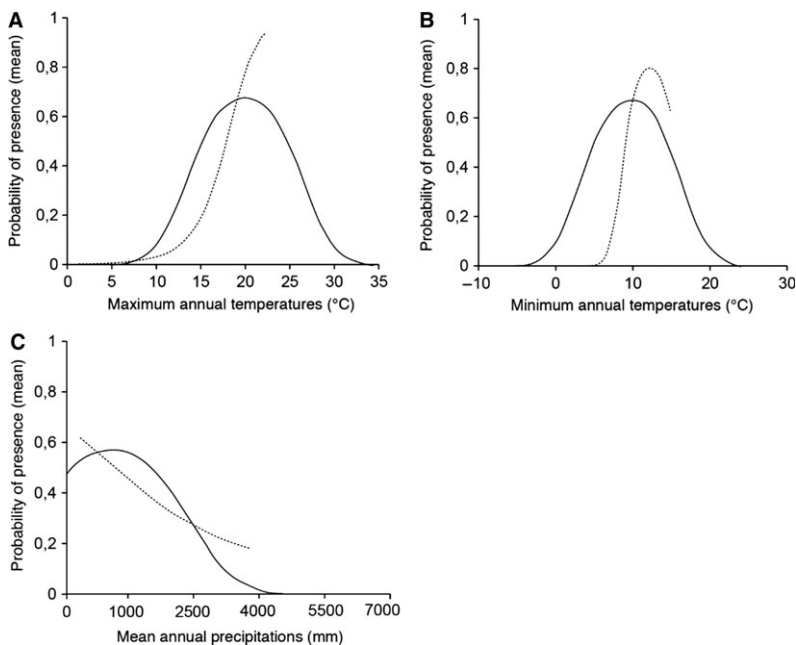 A
Probability of presence (mean)
1
0,8
0,6
0,4
0,2
0
0 5 10 15 20 25 30 35
Maximum annual temperatures (°C)
B
Probability of presence (mean)
1
0,8
0,6
0,4
0,2
0
–10 0 10 20 30
Minimum annual temperatures (°C)
C
Probability of presence (mean)
1
0,8
0,6
0,4
0,2
0
0 1000 2500 4000 5500 7000
Mean annual precipitations (mm)